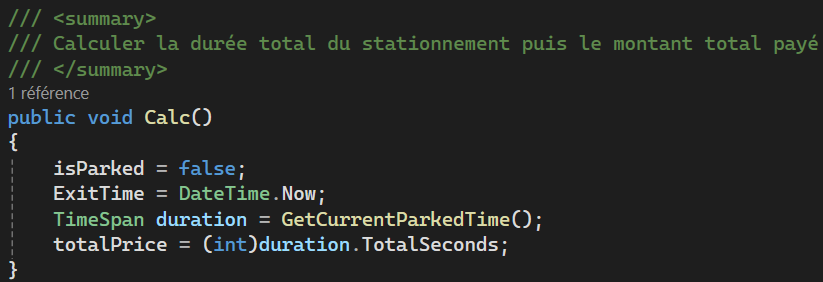 /// <summary>
/// Calculer la durée total du stationnement puis le montant total payé
/// </summary>
1 référence
public void Calc()
{
isParked = false;
ExitTime = DateTime.Now;
TimeSpan duration = GetCurrentParkedTime();
totalPrice = (int)duration.TotalSeconds;
}